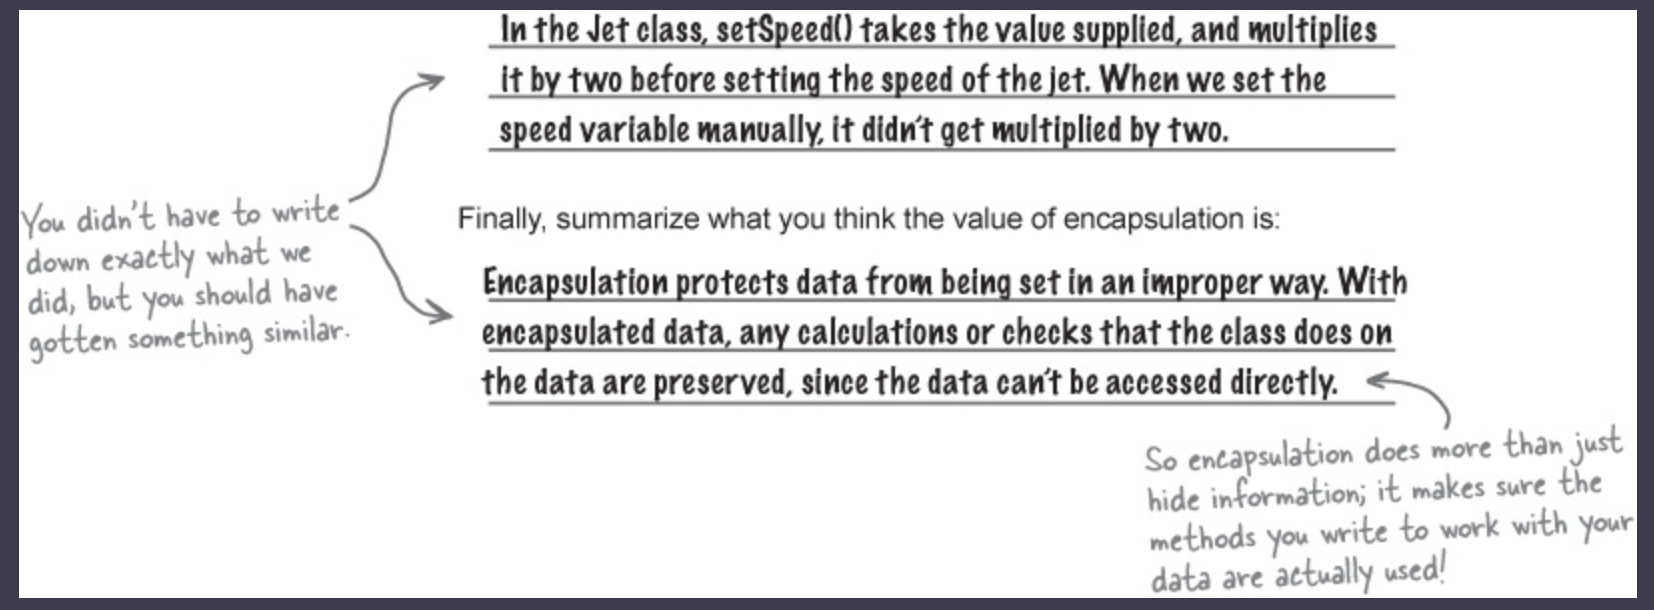 In the Jet class, setSpeed() takes the value supplied, and multiplies
it by two before setting the speed of the jet. When we set the
speed variable manually, it didn't get multiplied by two.
You didn't have to write
down exactly what we
did, but you should have
gotten something similar.
Finally, summarize what you think the value of encapsulation is:
Encapsulation protects data from being set in an improper way. With
encapsulated data, any calculations or checks that the class does on
the data are preserved, since the data can't be accessed directly.
So encapsulation does more than just
hide information; it makes sure the
methods you write to work with your
data are actually used!